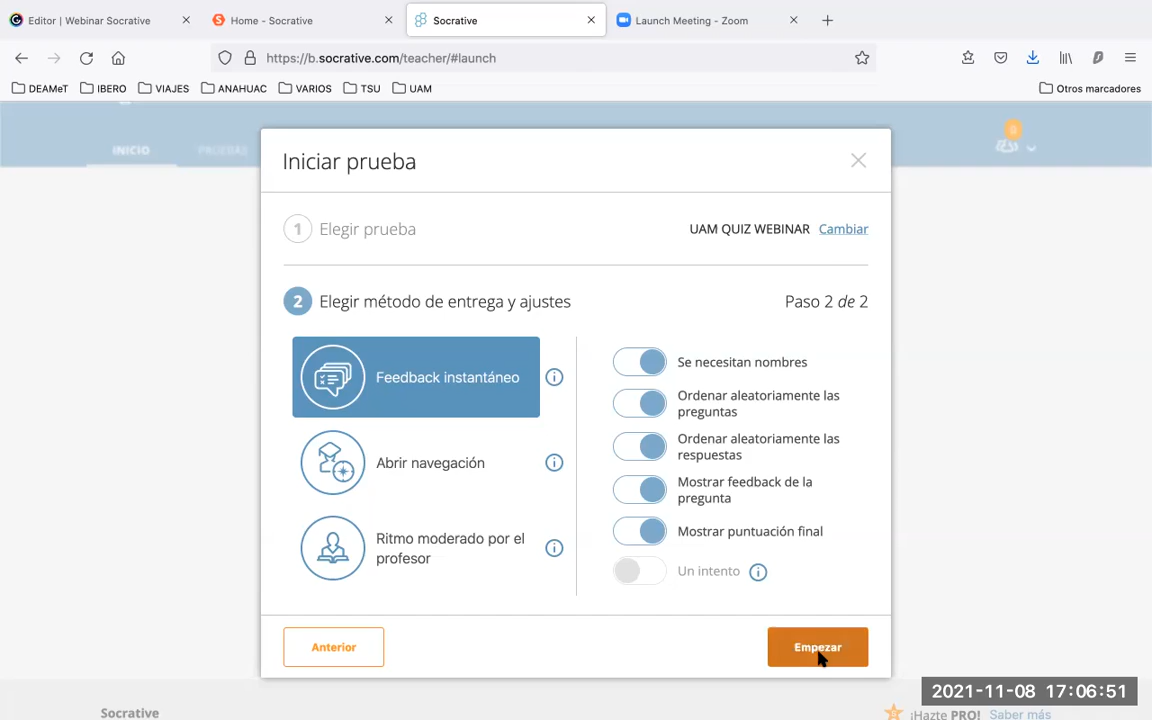 Editor | Webinar Socrative
Home - Socrative
Socrative
Launch Meeting - Zoom
https://b.socrative.com/teacher/#launch
DEAMeT
IBERO
VIAJES
ANAHUAC
VARIOS
TSU
UAM
Otros marcadores
INICIO
PRUEBAS
Iniciar prueba
1 Elegir prueba
UAM QUIZ WEBINAR Cambiar
2 Elegir método de entrega y ajustes
Paso 2 de 2
Feedback instantáneo
Abrir navegación
Ritmo moderado por el
profesor
Se necesitan nombres
Ordenar aleatoriamente las
preguntas
Ordenar aleatoriamente las
respuestas
Mostrar feedback de la
pregunta
Mostrar puntuación final
Un intento
Anterior
Empezar
2021-11-08 17:06:51
Socrative
¡Hazte PRO! Saber más